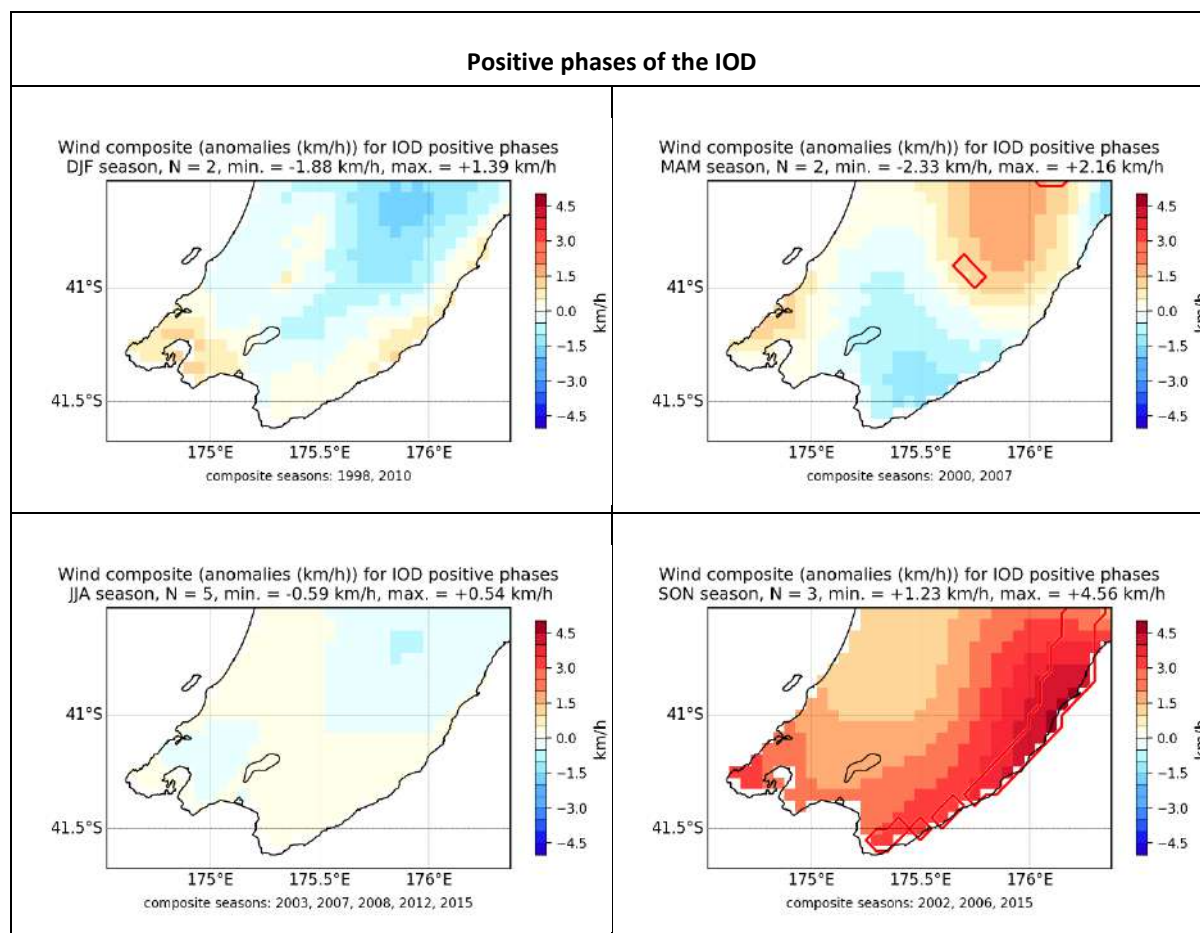 Positive phases of the IOD
Wind composite (anomalies (km/h)) for IOD positive phases
DJF season, N = 2, min. = -1.88 km/h, max. = +1.39 km/h
4.5
3.0
1.5
0.0
−1.5
−3.0
−4.5
km/h
41°S
41.5°S
175°E
175.5°E
176°E
composite seasons: 1998, 2010
Wind composite (anomalies (km/h)) for IOD positive phases
MAM season, N = 2, min. = -2.33 km/h, max. = +2.16 km/h
4.5
3.0
1.5
0.0
−1.5
−3.0
−4.5
km/h
41°S
41.5°S
175°E
175.5°E
176°E
composite seasons: 2000, 2007
Wind composite (anomalies (km/h)) for IOD positive phases
JJA season, N = 5, min. = -0.59 km/h, max. = +0.54 km/h
4.5
3.0
1.5
0.0
−1.5
−3.0
−4.5
km/h
41°S
41.5°S
175°E
175.5°E
176°E
composite seasons: 2003, 2007, 2008, 2012, 2015
Wind composite (anomalies (km/h)) for IOD positive phases
SON season, N = 3, min. = +1.23 km/h, max. = +4.56 km/h
4.5
3.0
1.5
0.0
−1.5
−3.0
−4.5
km/h
41°S
41.5°S
175°E
175.5°E
176°E
composite seasons: 2002, 2006, 2015